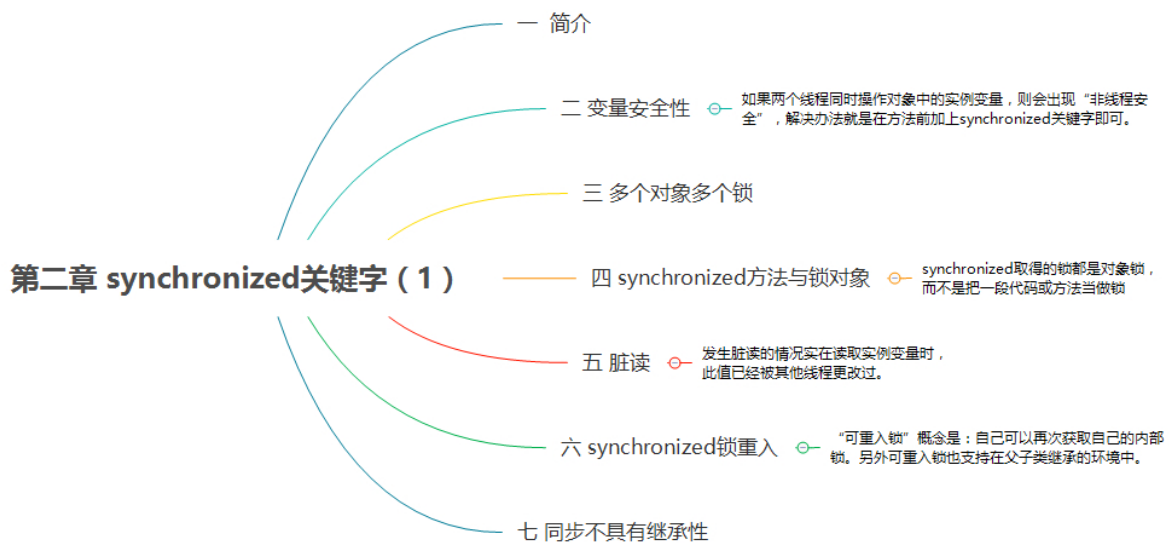 一 简介
二 变量安全性
如果两个线程同时操作对象中的实例变量，则会出现“非线程安
全”，解决办法就是在方法前加上synchronized关键字即可。
三 多个对象多个锁
第二章 synchronized关键字（1）
四 synchronized方法与锁对象
synchronized取得的锁都是对象锁，
而不是把一段代码或方法当做锁
五 脏读
发生脏读的情况实在读取实例变量时，
此值已经被其他线程更改过。
六 synchronized锁重入
“可重入锁”概念是：自己可以再次获取自己的内部
锁。另外可重入锁也支持在父子类继承的环境中。
七 同步不具有继承性